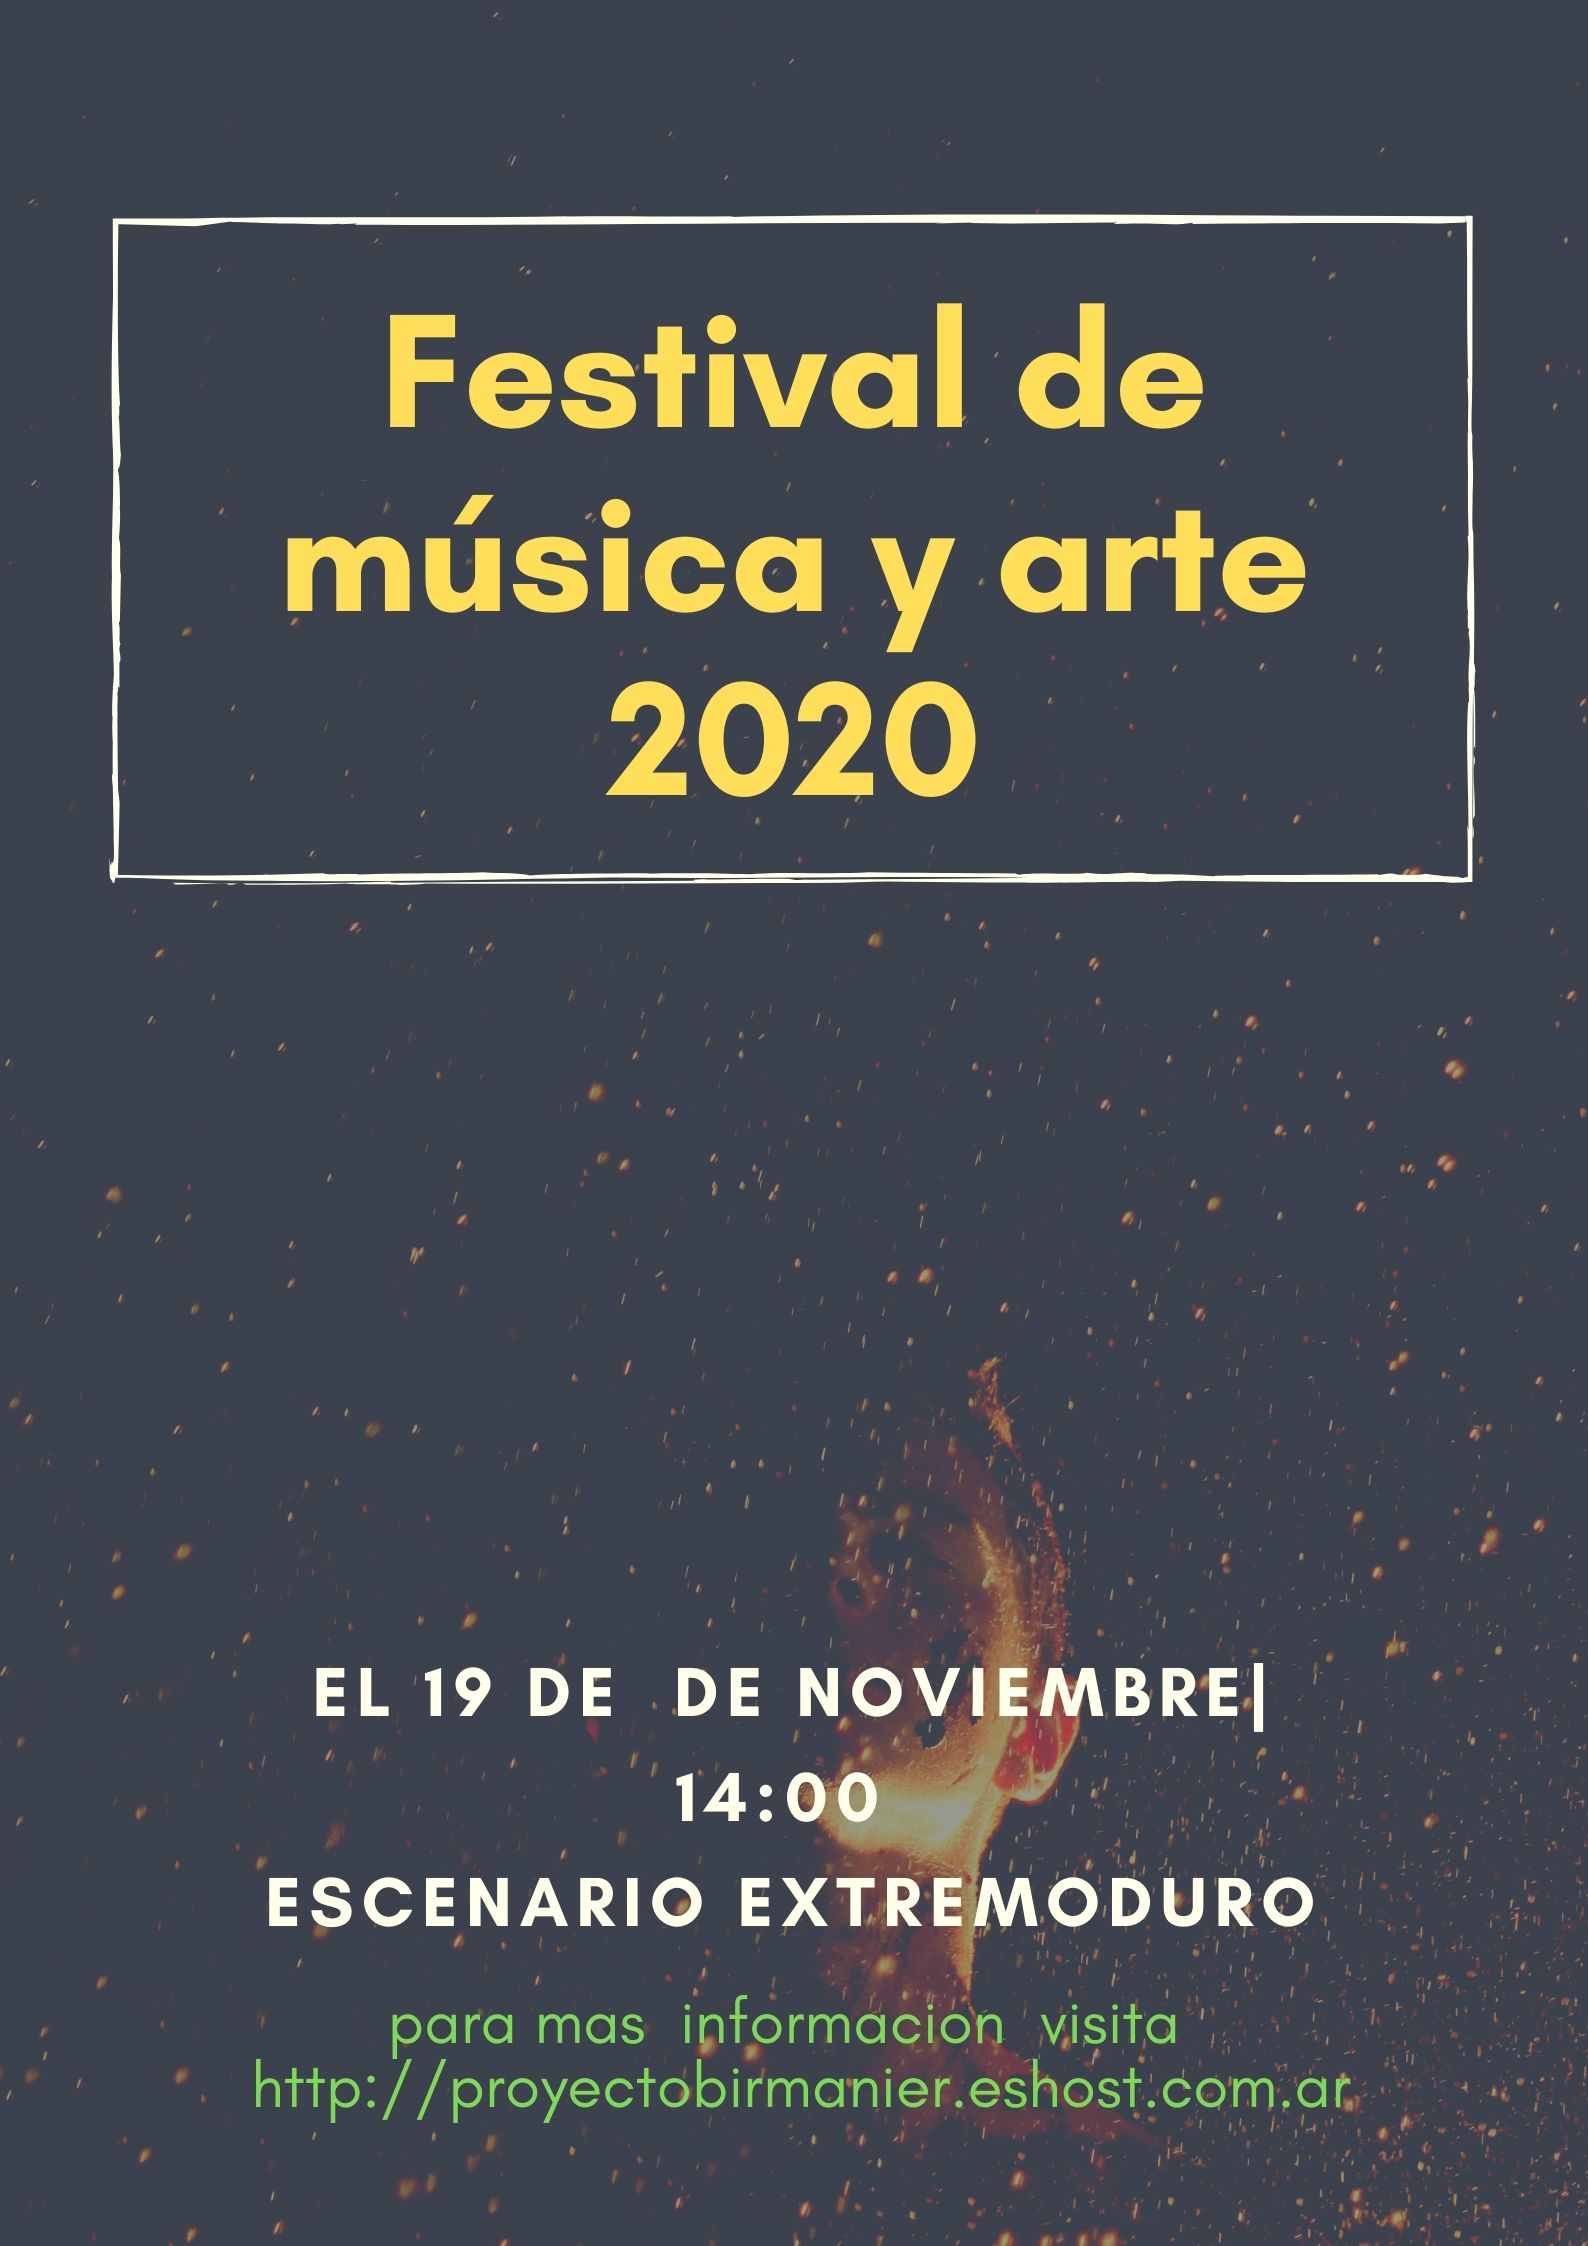 Festival de
música y arte
2020
EL 19 DE  DE NOVIEMBRE|
14:00
ESCENARIO EXTREMODURO
para mas  informacion  visita
http://proyectobirmanier.eshost.com.ar